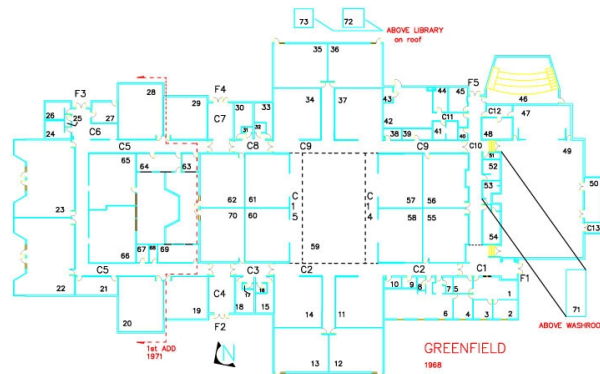 73 72
ABOVE LIBRARY
on roof
35 36
F3 28 F4 F5
29 30 33 34 37 43 44 45 46
26 25 27 C7 31 32 42 C11 C12 47
24 C6 C5 C8 C9 38 39 41 40 C9 C10 48 49
65 64 63 51
52
62 61 C15 C14 57 56 53 50
23 70 60 58 55
59 54 C13
66 67 68 69
C5 C3 C2 C2 C1 F1
22 21 C4 17 16 10 9 8 7 5 1
19 18 15 14 11 6 4 3 2 71
20 F2 ABOVE WASHROO
N
1st ADD
1971
13 12
GREENFIELD
1968